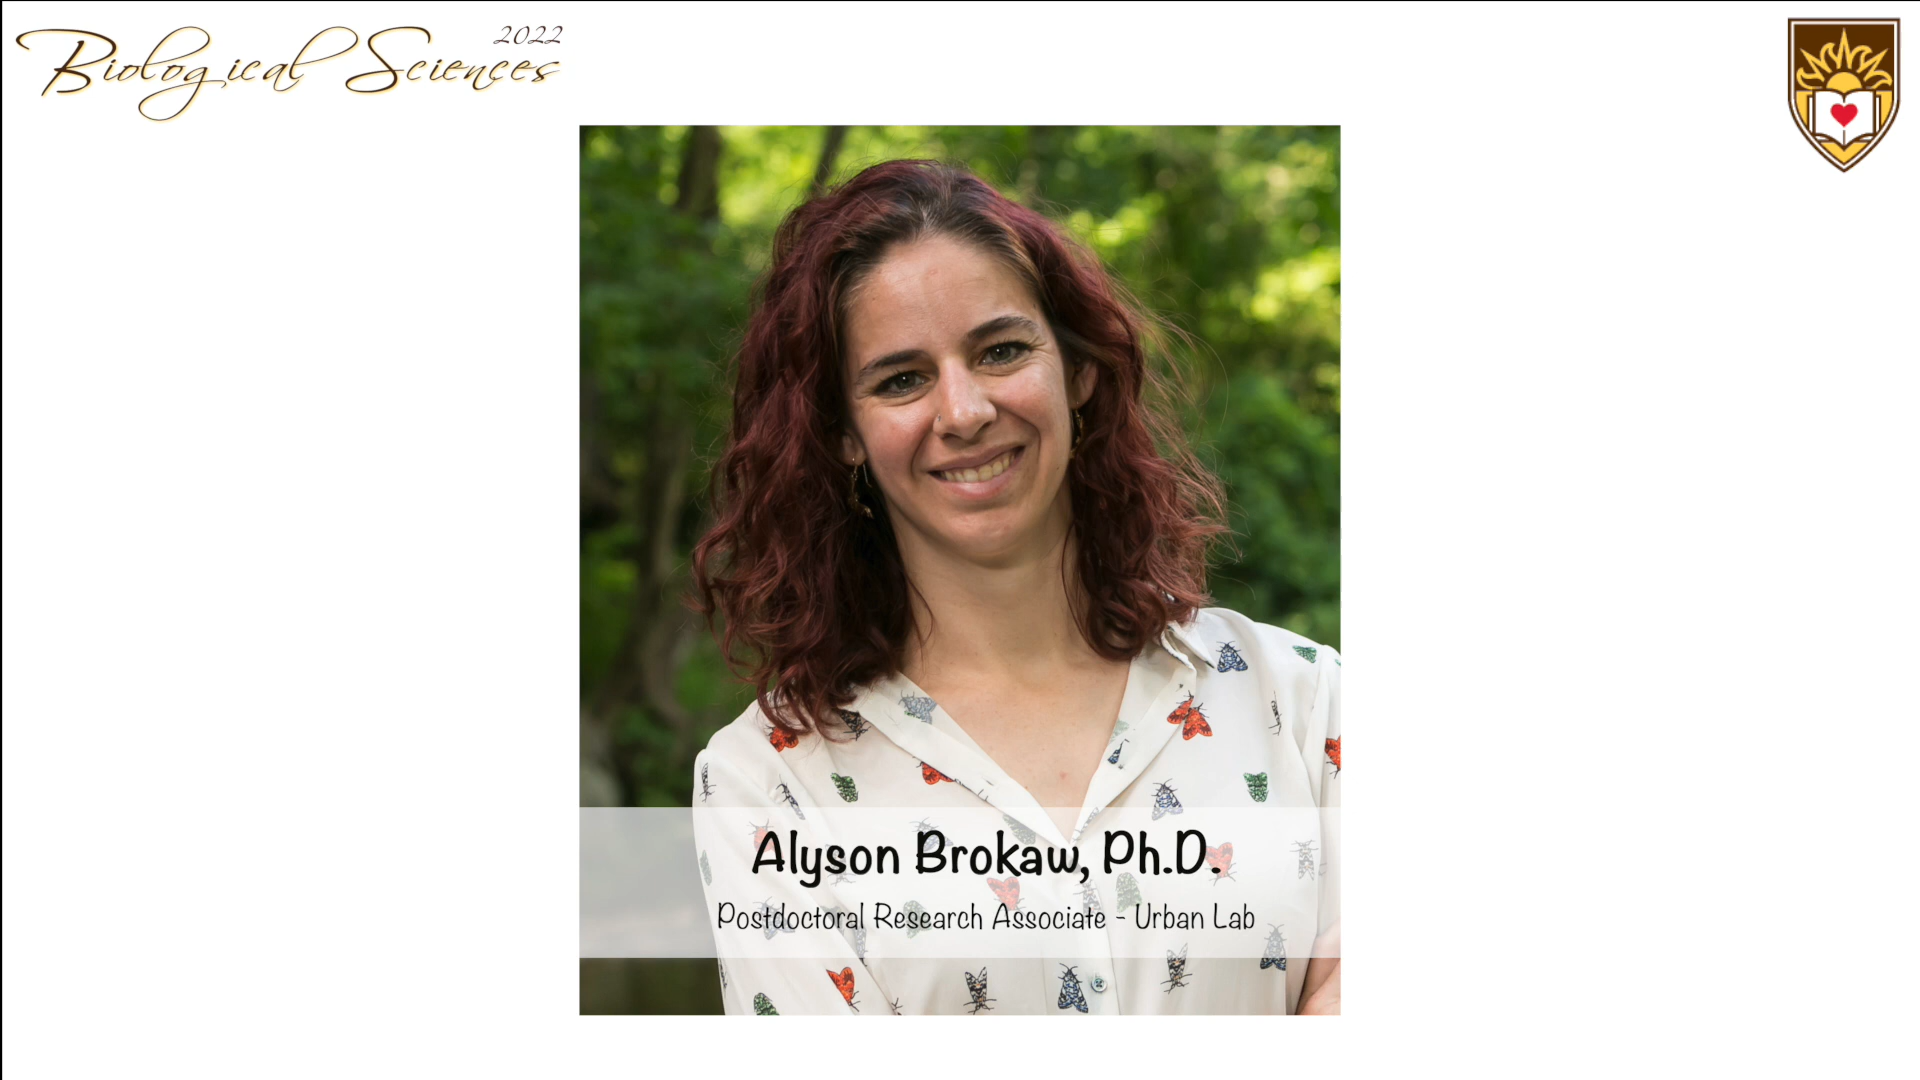 2022
Biological Sciences
Alyson Brokaw, Ph.D.
Postdoctoral Research Associate - Urban Lab